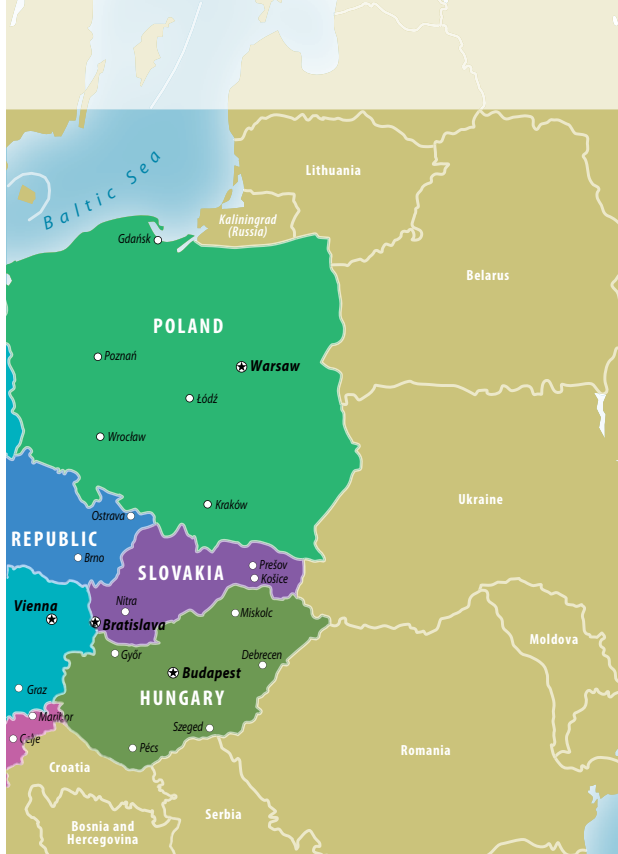 Baltic Sea
Lithuania
Kaliningrad
(Russia)
Gdańsk
Belarus
POLAND
Poznań
Warsaw
Łódź
Wrocław
Ukraine
Kraków
Ostrava
REPUBLIC
Brno
SLOVAKIA
Prešov
Košice
Nitra
Vienna
Bratislava
Miskolc
Moldova
Győr
Debrecen
Budapest
Graz
HUNGARY
Maribor
Szeged
Celje
Pécs
Romania
Croatia
Serbia
Bosnia and
Hercegovina